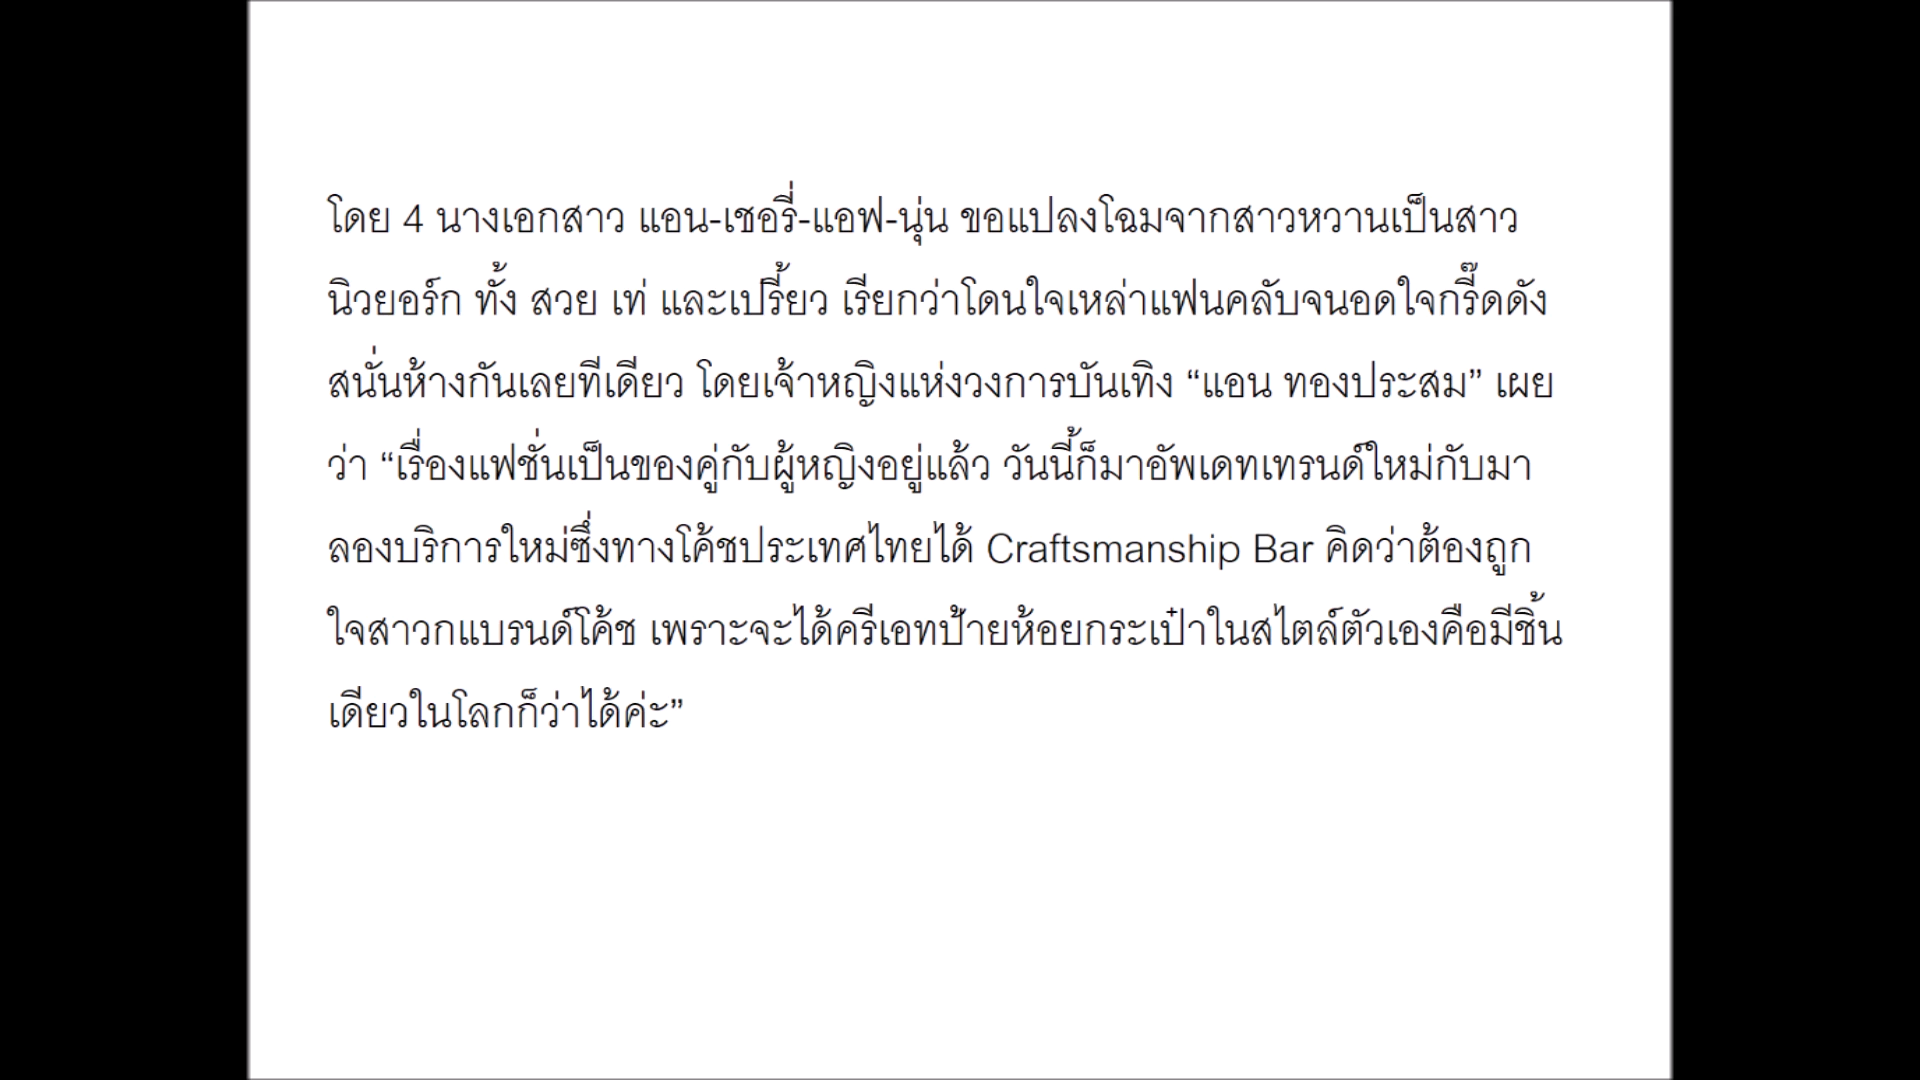 โดย 4 นางเอกสาว แอน-เชอรี่-แอฟ-นุ่น ขอแปลงโฉมจากสาวหวานเป็นสาว
นิวยอร์ก ทั้ง สวย เท่ และเปรี้ยว เรียกว่าโดนใจเหล่าแฟนคลับจนอดใจกรี๊ดดัง
สนั่นห้างกันเลยทีเดียว โดยเจ้าหญิงแห่งวงการบันเทิง “แอน ทองประสม” เผย
ว่า “เรื่องแฟชั่นเป็นของคู่กับผู้หญิงอยู่แล้ว วันนี้ก็มาอัพเดทเทรนด์ใหม่กับมา
ลองบริการใหม่ซึ่งทางโค้ชประเทศไทยได้ Craftsmanship Bar คิดว่าต้องถูก
ใจสาวกแบรนด์โค้ช เพราะจะได้ครีเอทป้ายห้อยกระเป๋าในสไตล์ตัวเองคือมีชิ้น
เดียวในโลกก็ว่าได้ค่ะ”